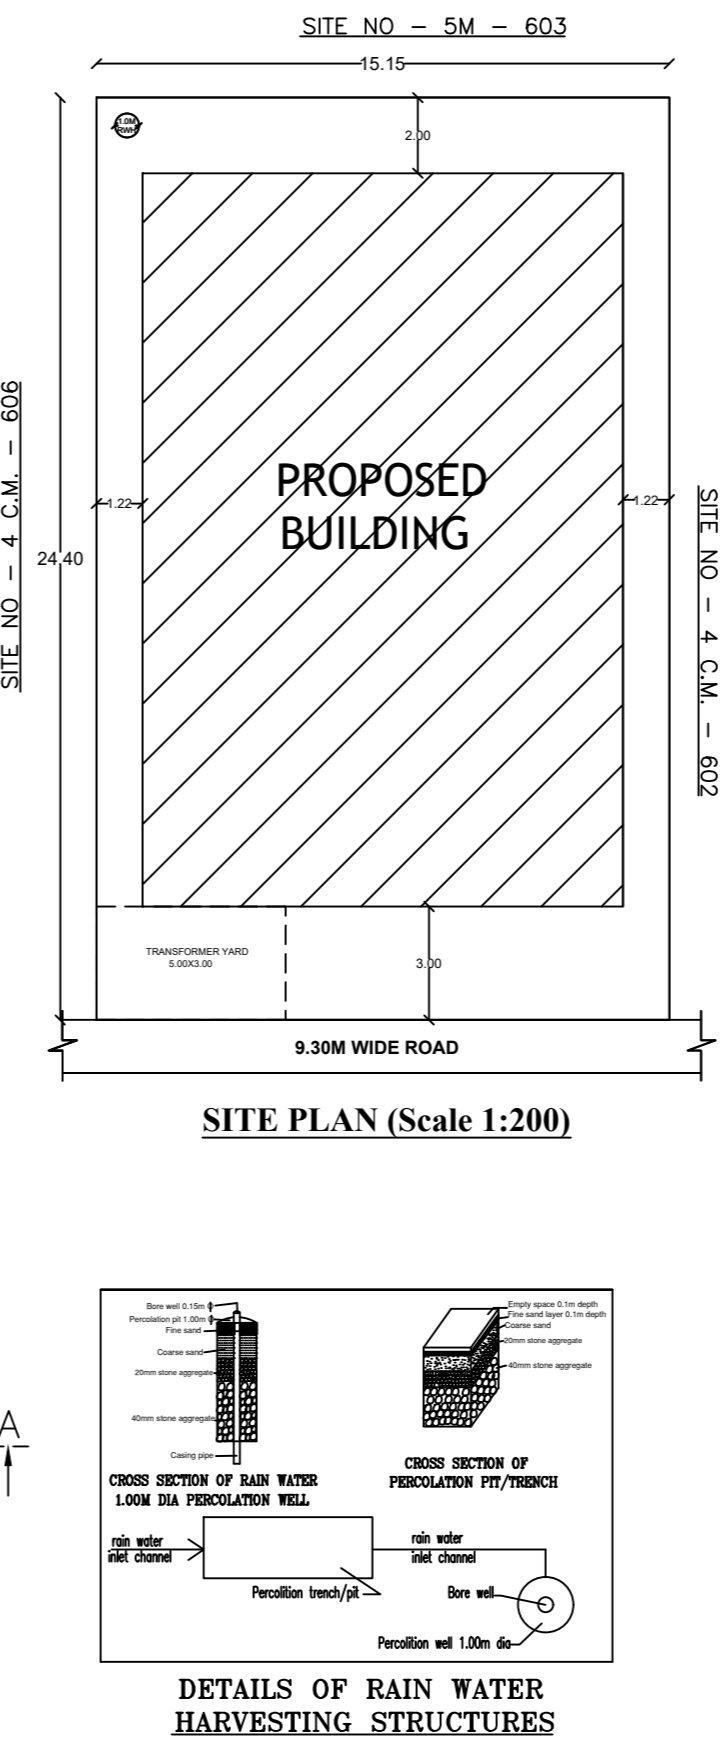 SITE NO - 5M - 603
15.15
1.0M
RWH
2.00
SITE NO - 4 C.M. - 606
24.40
1.22
PROPOSED
BUILDING
1.22
SITE NO - 4 C.M. - 602
TRANSFORMER YARD
5.00X3.00
3.00
9.30M WIDE ROAD
SITE PLAN (Scale 1:200)
Bore well 0.15m ϕ
Percolation pit 1.00m ϕ
Fine sand
Coarse sand
20mm stone aggregate
40mm stone aggregate
Casing pipe
CROSS SECTION OF RAIN WATER
1.00M DIA PERCOLATION WELL
Empty space 0.1m depth
Fine sand layer 0.1m depth
Coarse sand
20mm stone aggregate
40mm stone aggregate
CROSS SECTION OF
PERCOLATION PIT/TRENCH
A
rain water
inlet channel
rain water
inlet channel
Percolition trench/pit
Bore well
Percolition well 1.00m dia
DETAILS OF RAIN WATER
HARVESTING STRUCTURES